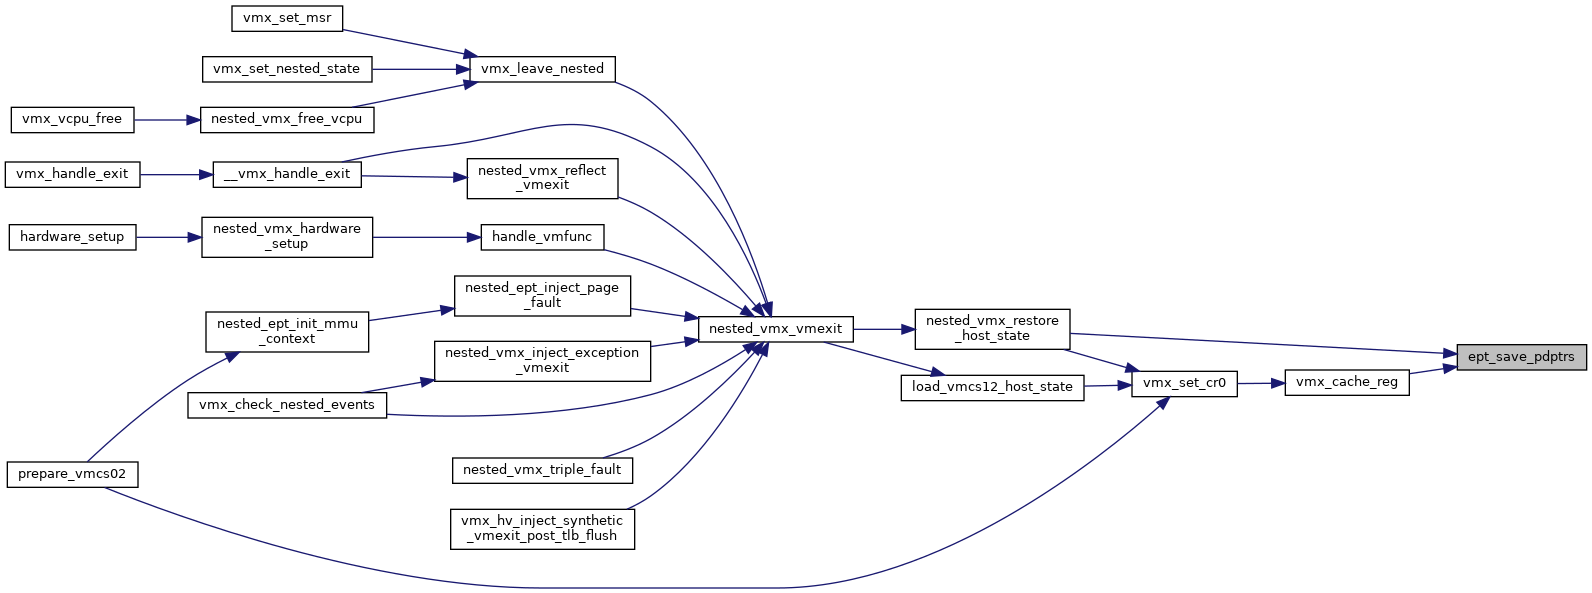 vmx_set_msr
vmx_set_nested_state
vmx_leave_nested
vmx_vcpu_free
nested_vmx_free_vcpu
vmx_handle_exit
__vmx_handle_exit
nested_vmx_reflect
_vmexit
hardware_setup
nested_vmx_hardware
_setup
handle_vmfunc
nested_ept_inject_page
_fault
nested_ept_init_mmu
_context
nested_vmx_vmexit
nested_vmx_restore
_host_state
nested_vmx_inject_exception
_vmexit
ept_save_pdptrs
load_vmcs12_host_state
vmx_set_cr0
vmx_cache_reg
vmx_check_nested_events
prepare_vmcs02
nested_vmx_triple_fault
vmx_hv_inject_synthetic
_vmexit_post_tlb_flush